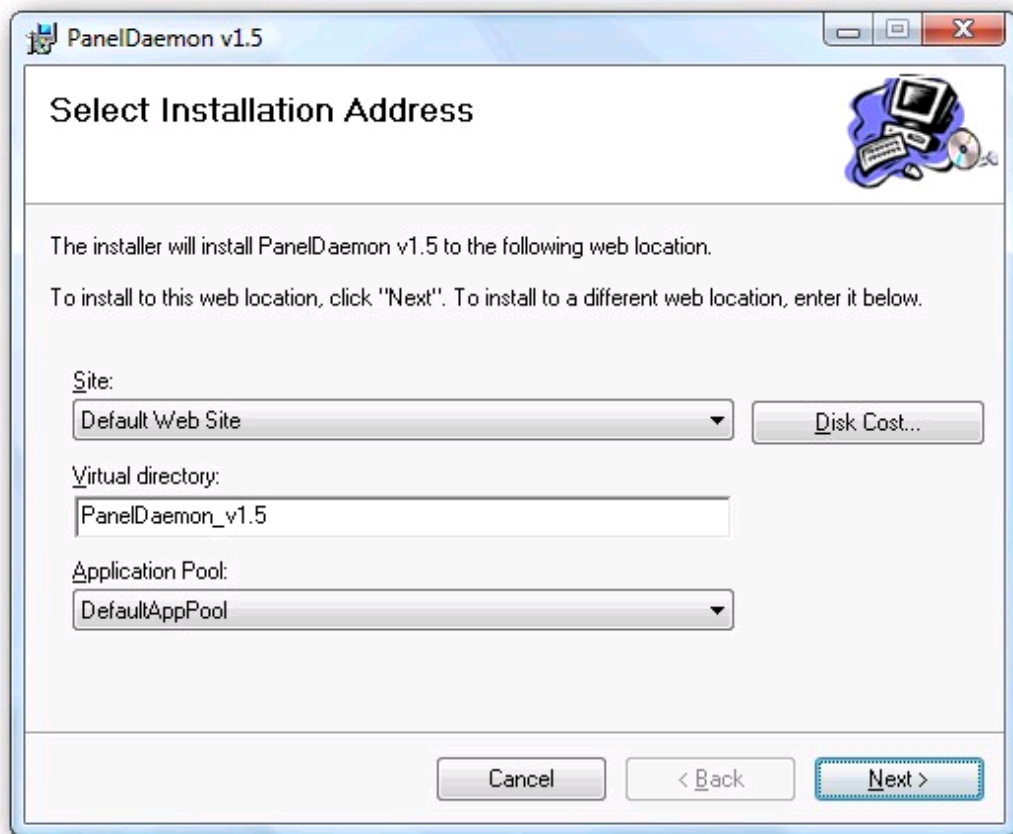 PanelDaemon v1.5
Select Installation Address
The installer will install PanelDaemon v1.5 to the following web location.
To install to this web location, click "Next". To install to a different web location, enter it below.
Site:
Default Web Site
Disk Cost...
Virtual directory:
PanelDaemon_v1.5
Application Pool:
DefaultAppPool
Cancel
< Back
Next >